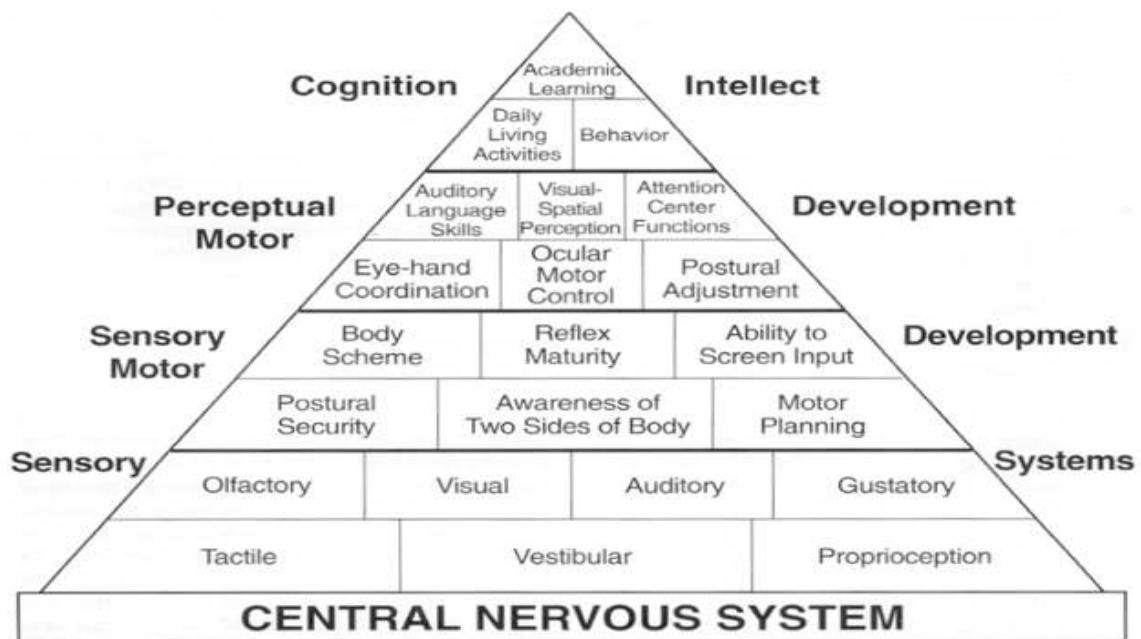 Academic
Learning
Cognition
Intellect
Daily
Living
Activities
Behavior
Auditory
Language
Skills
Visual-
Spatial
Perception
Attention
Center
Functions
Perceptual
Motor
Development
Eye-hand
Coordination
Ocular
Motor
Control
Postural
Adjustment
Sensory
Motor
Body
Scheme
Reflex
Maturity
Ability to
Screen Input
Development
Postural
Security
Awareness of
Two Sides of Body
Motor
Planning
Sensory
Systems
Olfactory
Visual
Auditory
Gustatory
Tactile
Vestibular
Proprioception
CENTRAL NERVOUS SYSTEM